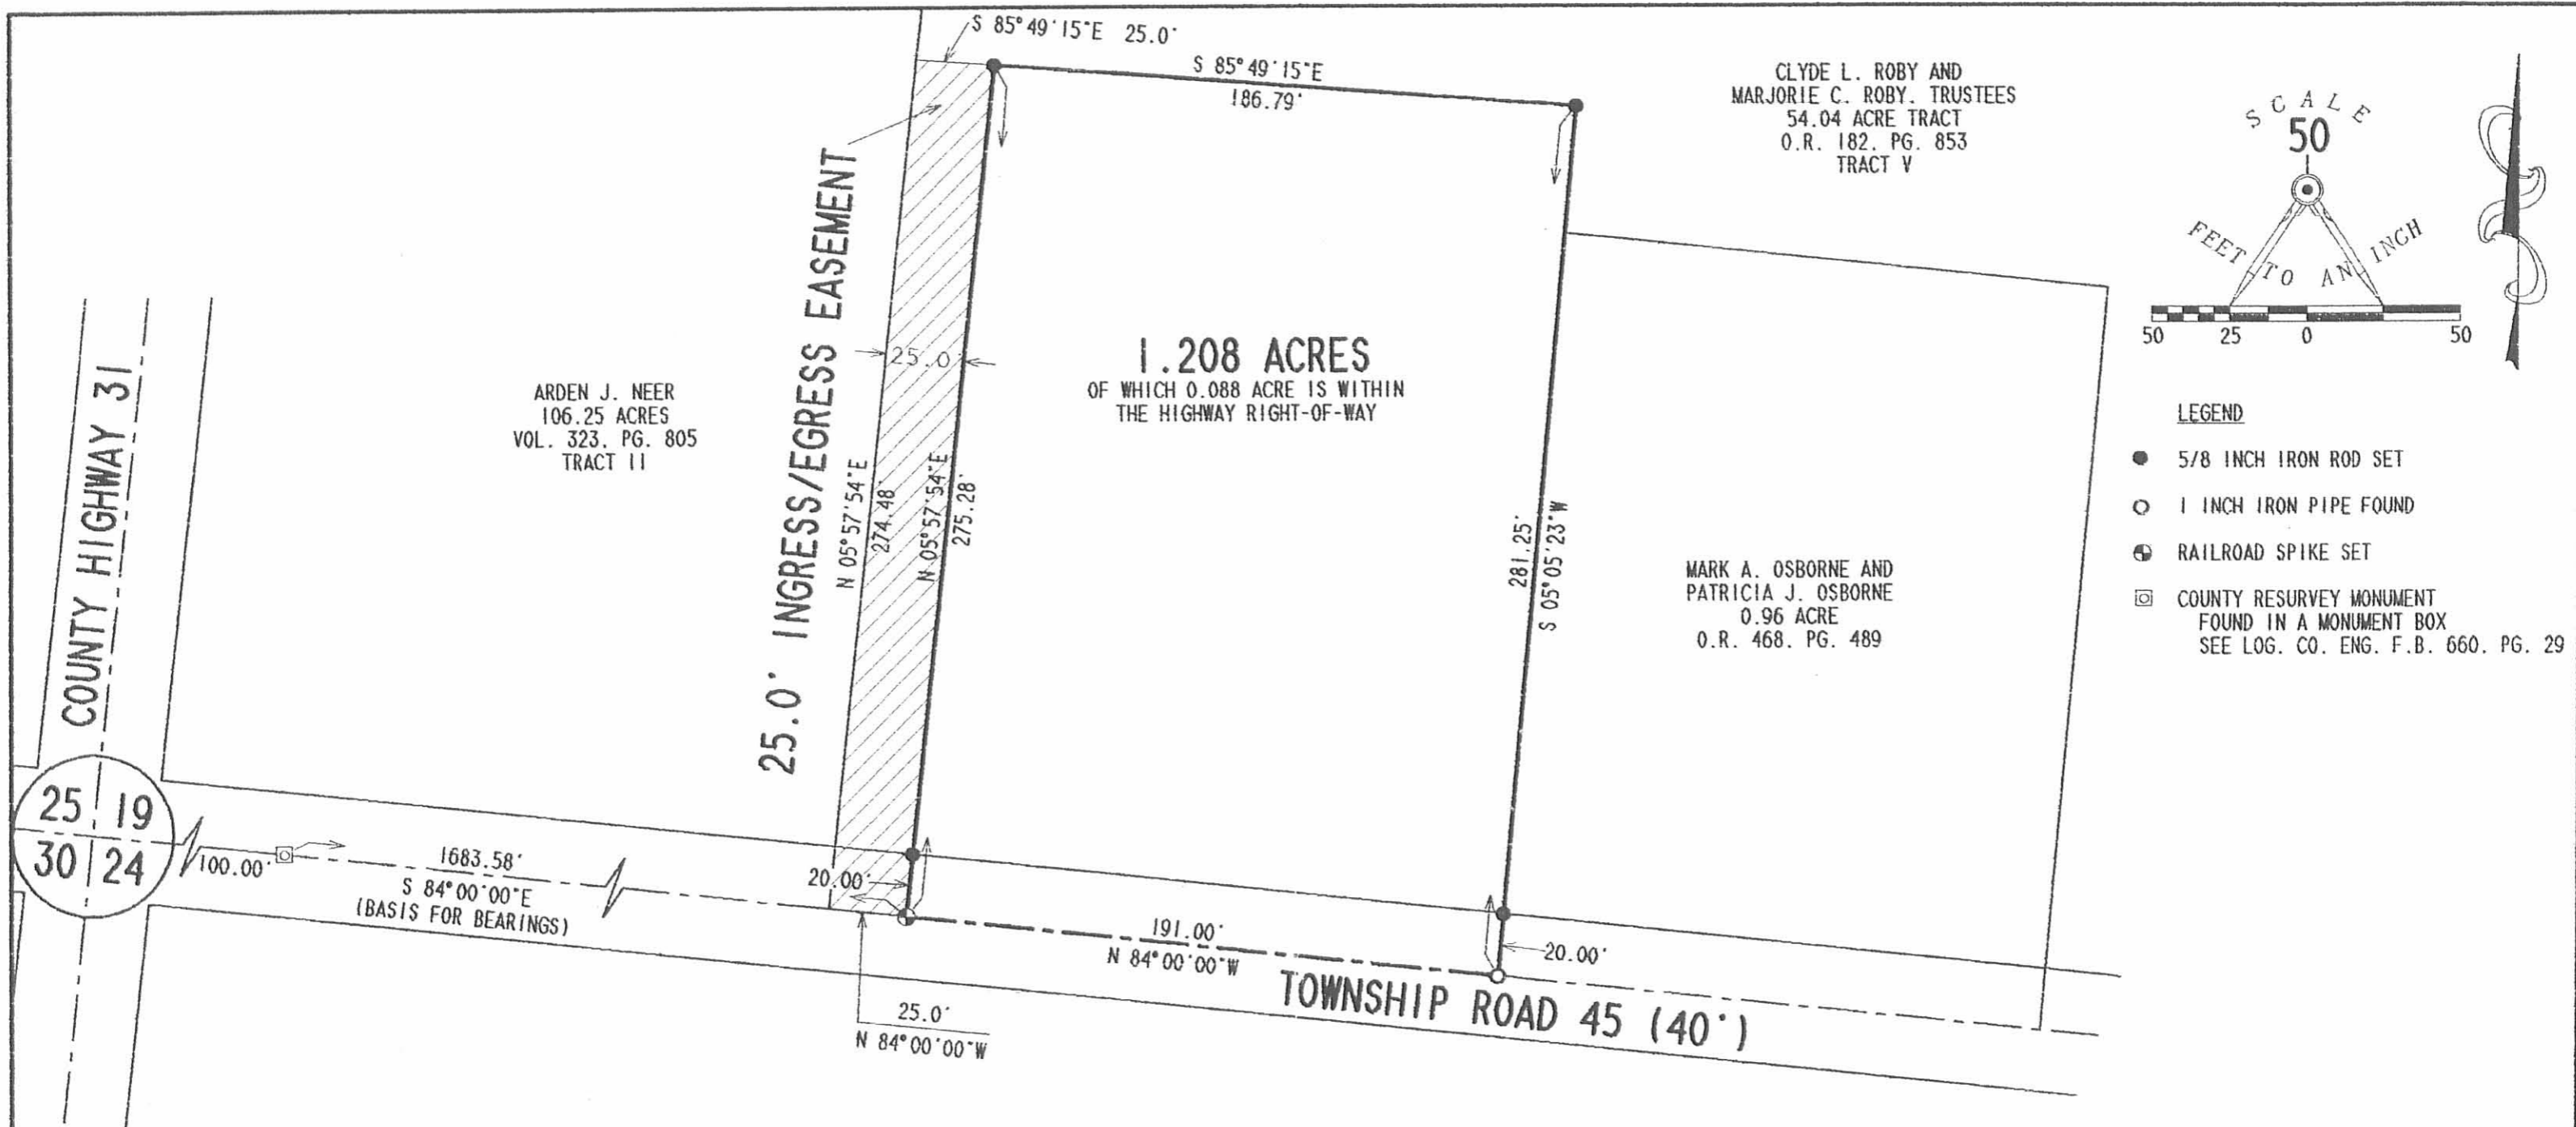 S 85°49'15"E 25.0'
S 85°49'15"E
186.79'
CLYDE L. ROBY AND
MARJORIE C. ROBY. TRUSTEES
54.04 ACRE TRACT
O.R. 182. PG. 853
TRACT V
SCALE
50
FEET TO AN INCH
50 25 0 50
25.0' INGRESS/EGRESS EASEMENT
25.0
1.208 ACRES
OF WHICH 0.088 ACRE IS WITHIN
THE HIGHWAY RIGHT-OF-WAY
COUNTY HIGHWAY 31
ARDEN J. NEER
106.25 ACRES
VOL. 323. PG. 805
TRACT II
N 05°57'54"E
274.48'
N 05°57'54"E
275.28'
281.25'
S 05°05'23"W
MARK A. OSBORNE AND
PATRICIA J. OSBORNE
0.96 ACRE
O.R. 468. PG. 489
LEGEND
5/8 INCH IRON ROD SET
1 INCH IRON PIPE FOUND
RAILROAD SPIKE SET
COUNTY RESURVEY MONUMENT
FOUND IN A MONUMENT BOX
SEE LOG. CO. ENG. F.B. 660. PG. 29
25 19
30 24
100.00'
1683.58'
S 84°00'00"E
(BASIS FOR BEARINGS)
20.00'
191.00'
N 84°00'00"W
20.00'
TOWNSHIP ROAD 45 (40')
25.0'
N 84°00'00"W